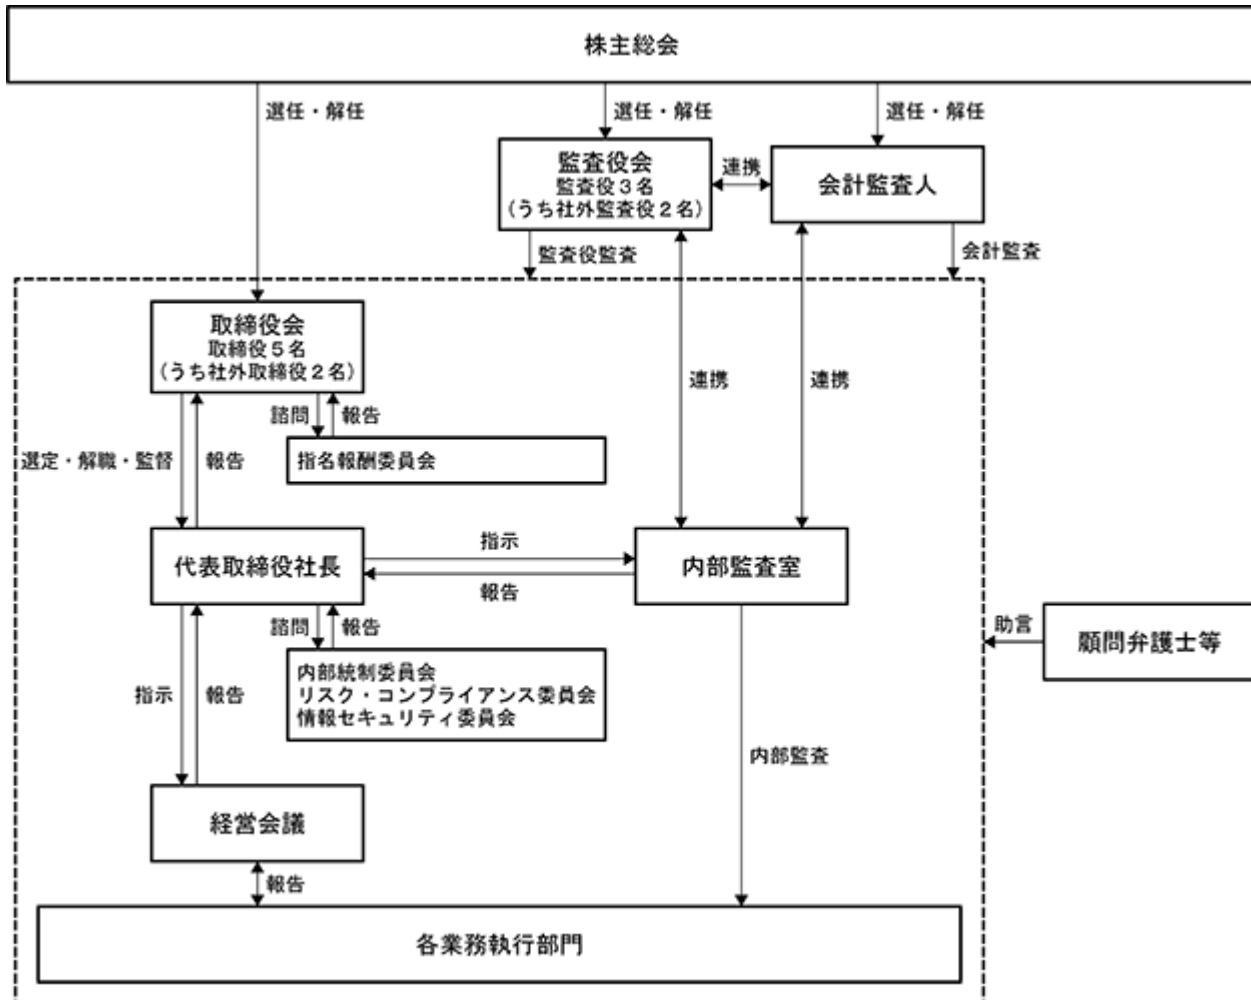 株主総会
選任・解任
選任・解任
選任・解任
監査役会
監査役3名
(うち社外監査役2名)
連携
会計監査人
監査役監査
会計監査
取締役会
取締役5名
(うち社外取締役2名)
連携
連携
諮問
報告
選定・解職・監督
報告
指名報酬委員会
代表取締役社長
指示
報告
内部監査室
諮問
報告
助言
顧問弁護士等
内部統制委員会
リスク・コンプライアンス委員会
情報セキュリティ委員会
指示
報告
内部監査
経営会議
報告
各業務執行部門